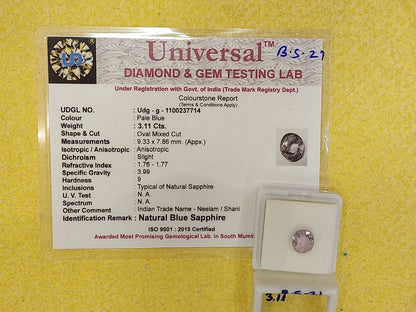 Universal™ B.S-27
DIAMOND & GEM TESTING LAB
Under Registration with Govt. of India (Trade Mark Registry Dept.)
Colourstone Report
(Terms & Conditions Apply)
UDGL NO. : Udg - g - 1100237714
Colour : Pale Blue
Weight : 3.11 Cts.
Shape & Cut : Oval Mixed Cut
Measurements : 9.33 x 7.86 mm (Appx.)
Isotropic / Anisotropic : Anisotropic
Dichroism : Slight
Refractive Index : 1.76 - 1.77
Specific Gravity : 3.99
Hardness : 9
Inclusions : Typical of Natural Sapphire
U. V. Test : N. A.
Spectrum : N. A.
Other Comment : Indian Trade Name - Neelam / Shani
Identification Remark : Natural Blue Sapphire
ISO 9001 : 2015 Certified
Awarded Most Promising Gemological Lab. in South Mum
3.11